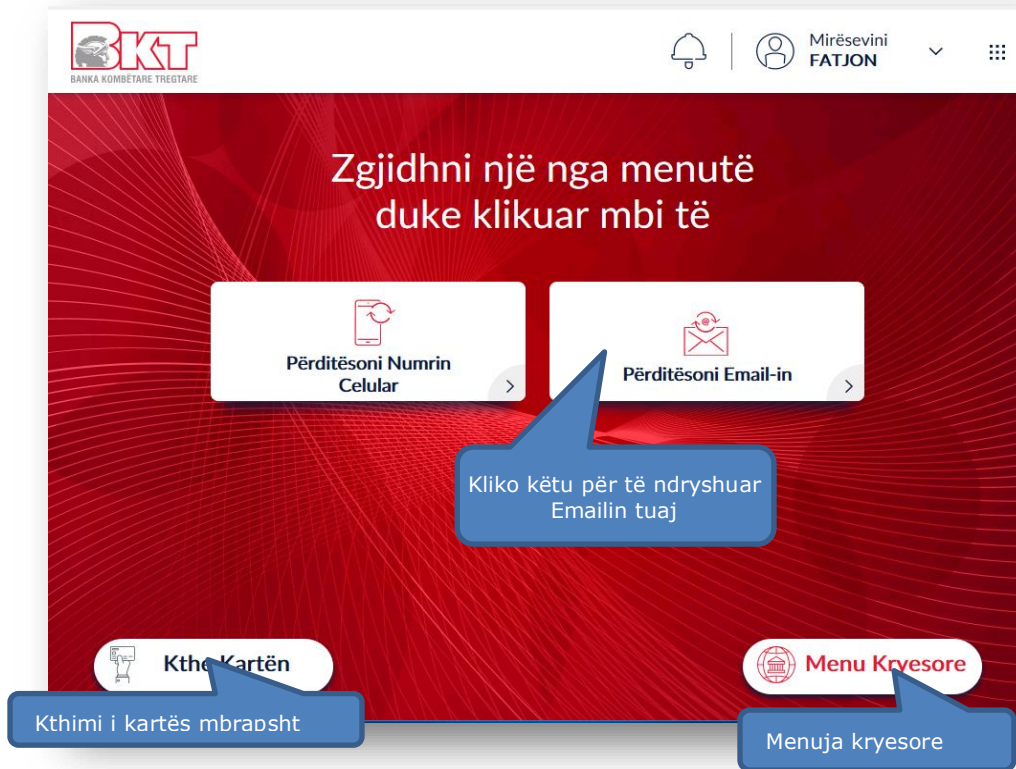 BKT
BANKA KOMBËTARE TREGTARE
Mirësevini
FATJON
Zgjidhni një nga menutë
duke klikuar mbi të
Përditësoni Numrin
Celular
Përditësoni Email-in
Kliko këtu për të ndryshuar
Emailin tuaj
Kthe Kartën
Menu Kryesore
Kthimi i kartës mbrapsht
Menuja kryesore